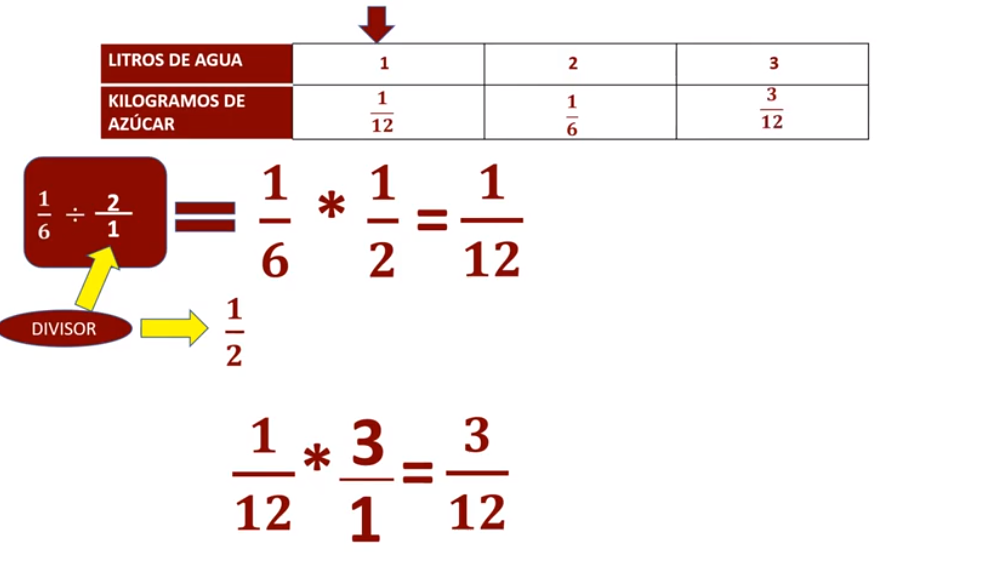 LITROS DE AGUA 1 2 3
KILOGRAMOS DE AZÚCAR 1/12 1/6 3/12
1/6 ÷ 2/1 = 1/6 * 1/2 = 1/12
DIVISOR 1/2
1/12 * 3/1 = 3/12